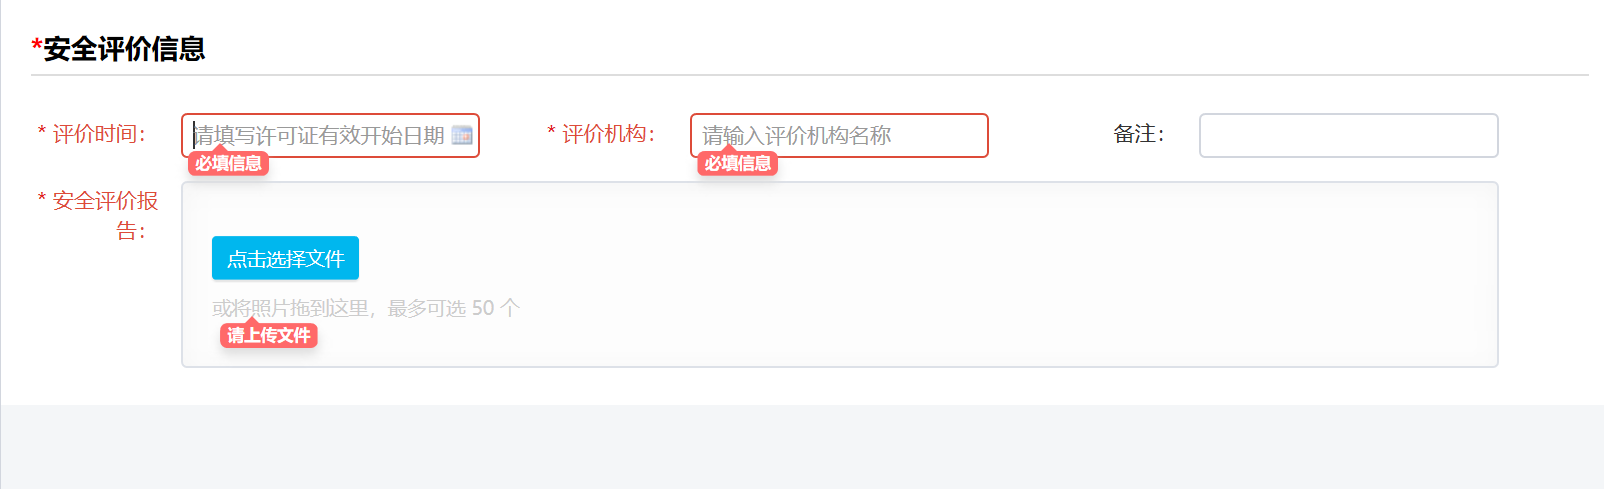 *安全评价信息
* 评价时间： 请填写许可证有效开始日期 * 评价机构： 请输入评价机构名称 备注：
必填信息 必填信息
* 安全评价报
告：
点击选择文件
或将照片拖到这里，最多可选 50 个
请上传文件